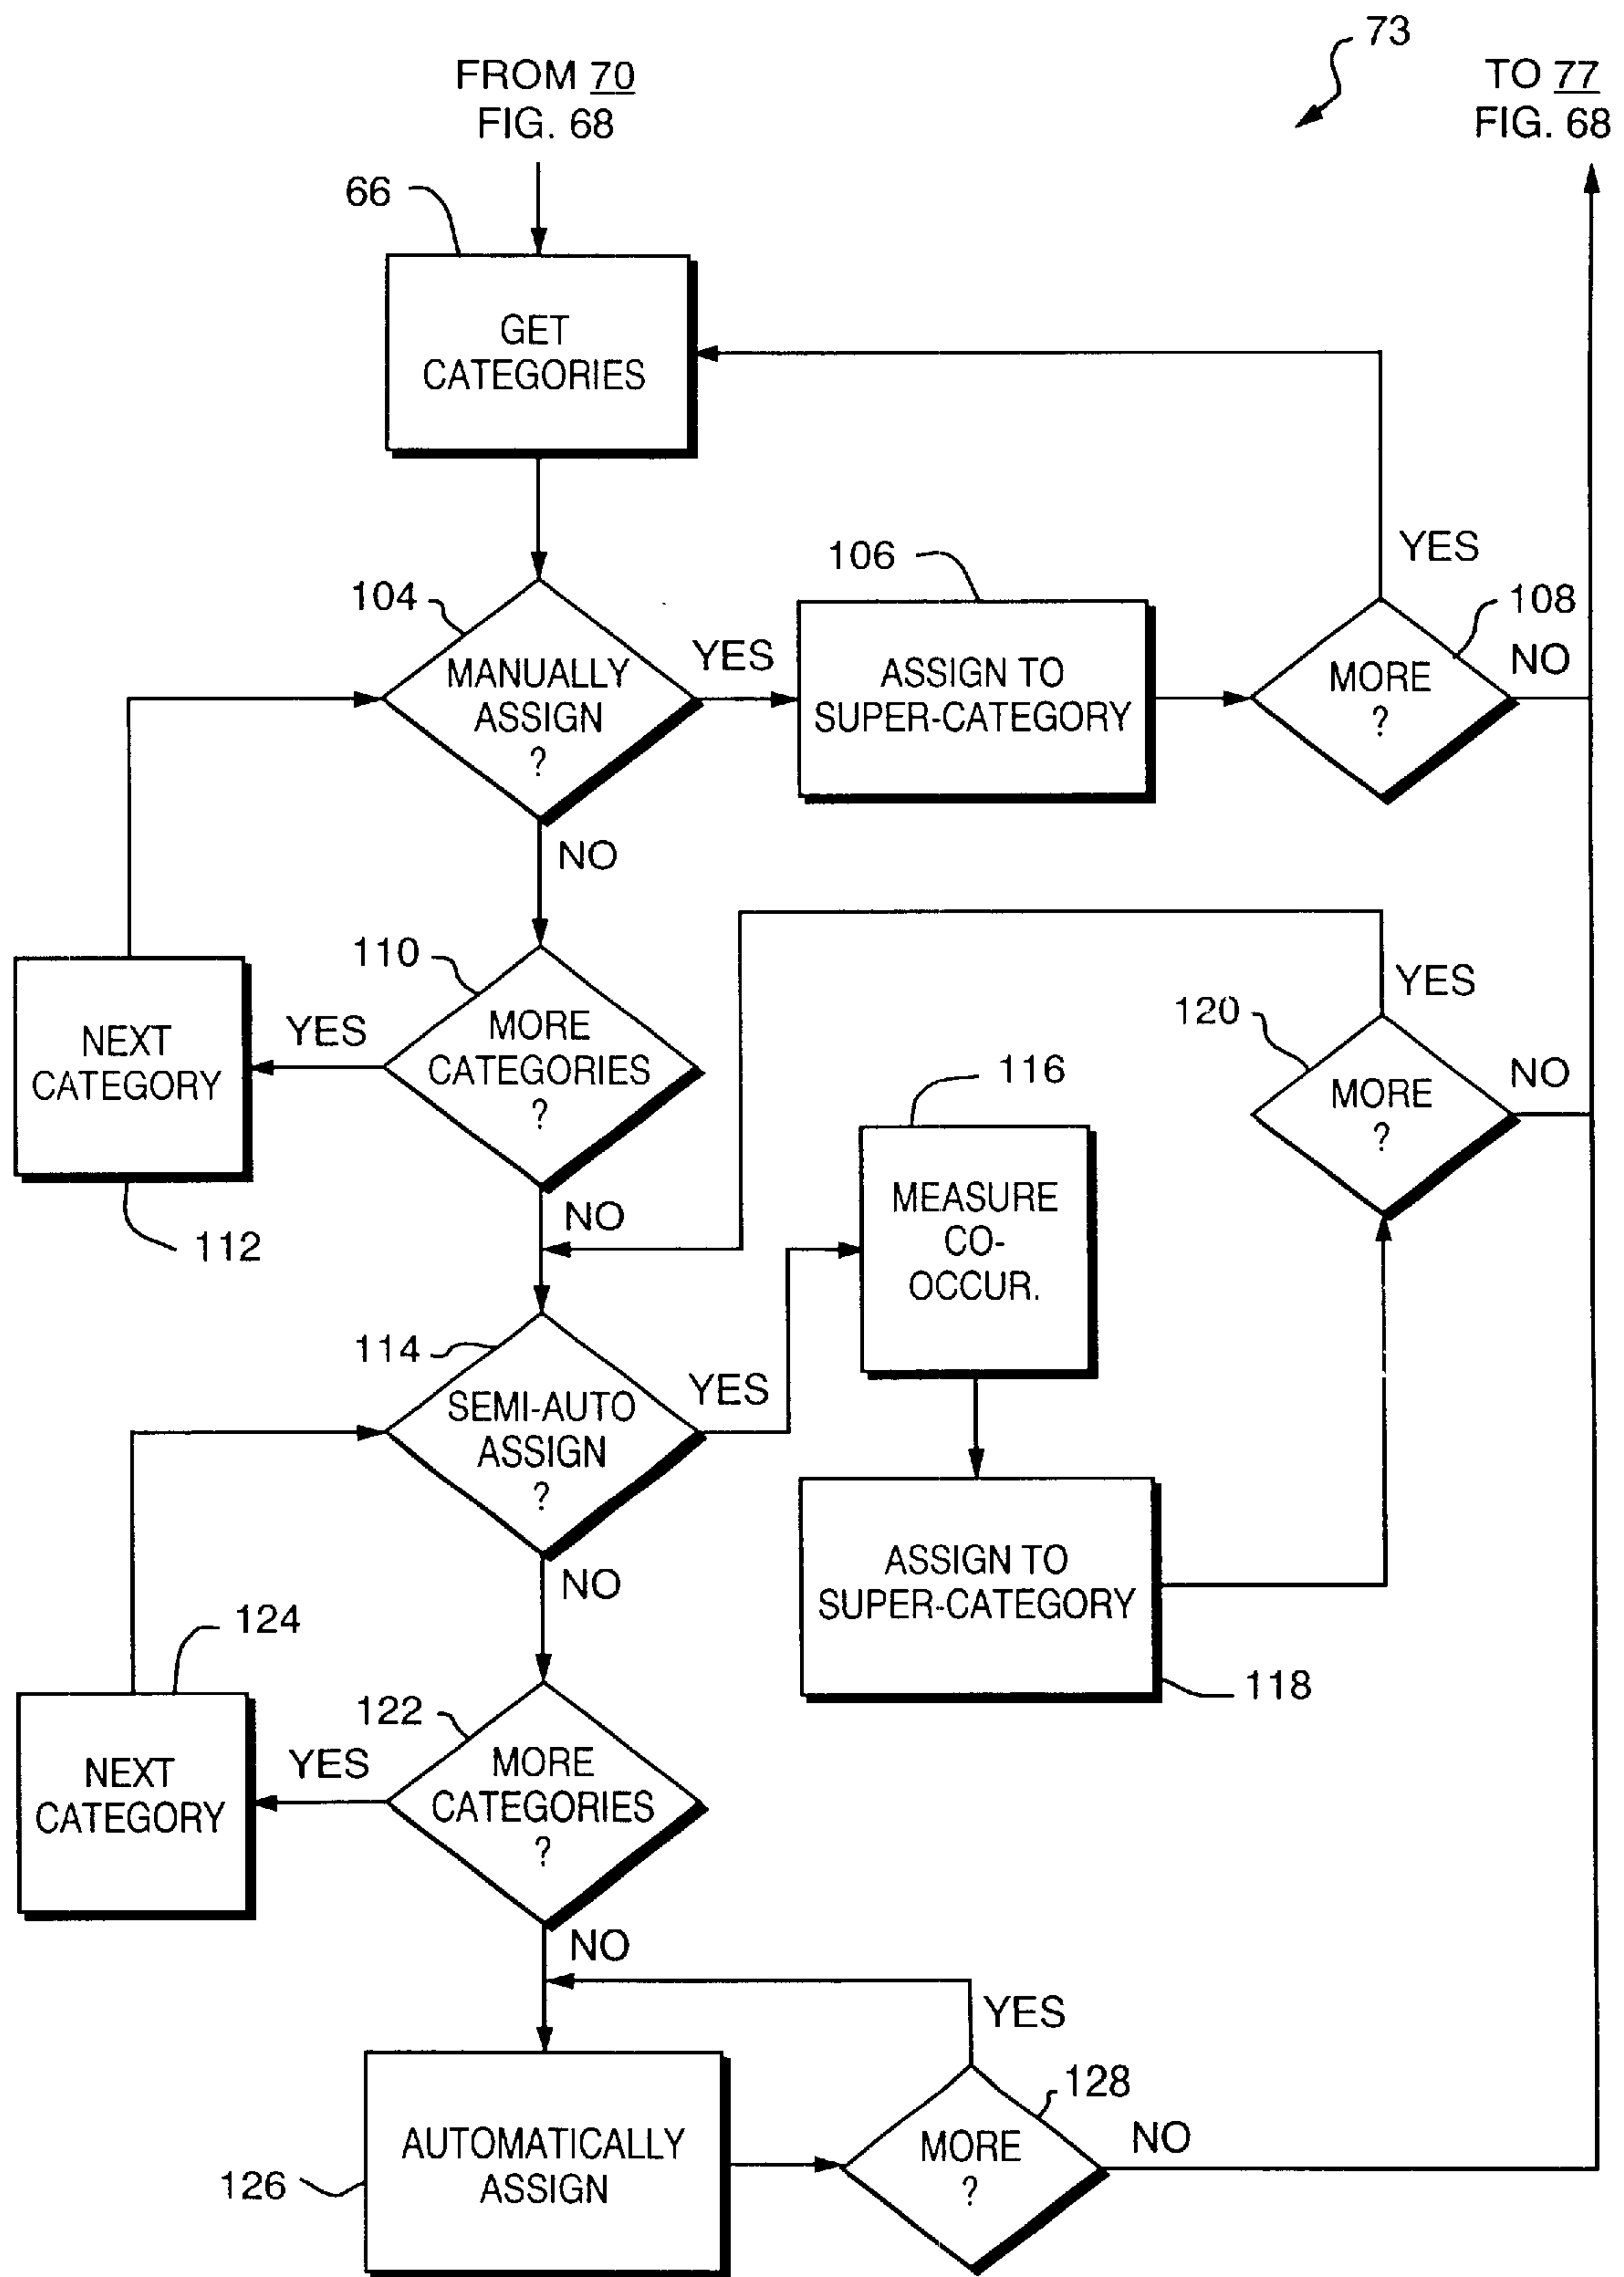 73
FROM 70
FIG. 68
TO 77
FIG. 68
66
GET
CATEGORIES
YES
106
104
108
YES
NO
MANUALLY
ASSIGN
?
ASSIGN TO
SUPER-CATEGORY
MORE
?
NO
110
YES
120
NEXT
CATEGORY
YES
MORE
CATEGORIES
?
116
NO
MORE
?
112
NO
MEASURE
CO-
OCCUR.
114
YES
SEMI-AUTO
ASSIGN
?
NO
ASSIGN TO
SUPER-CATEGORY
118
124
122
NEXT
CATEGORY
YES
MORE
CATEGORIES
?
NO
YES
128
126
AUTOMATICALLY
ASSIGN
MORE
?
NO